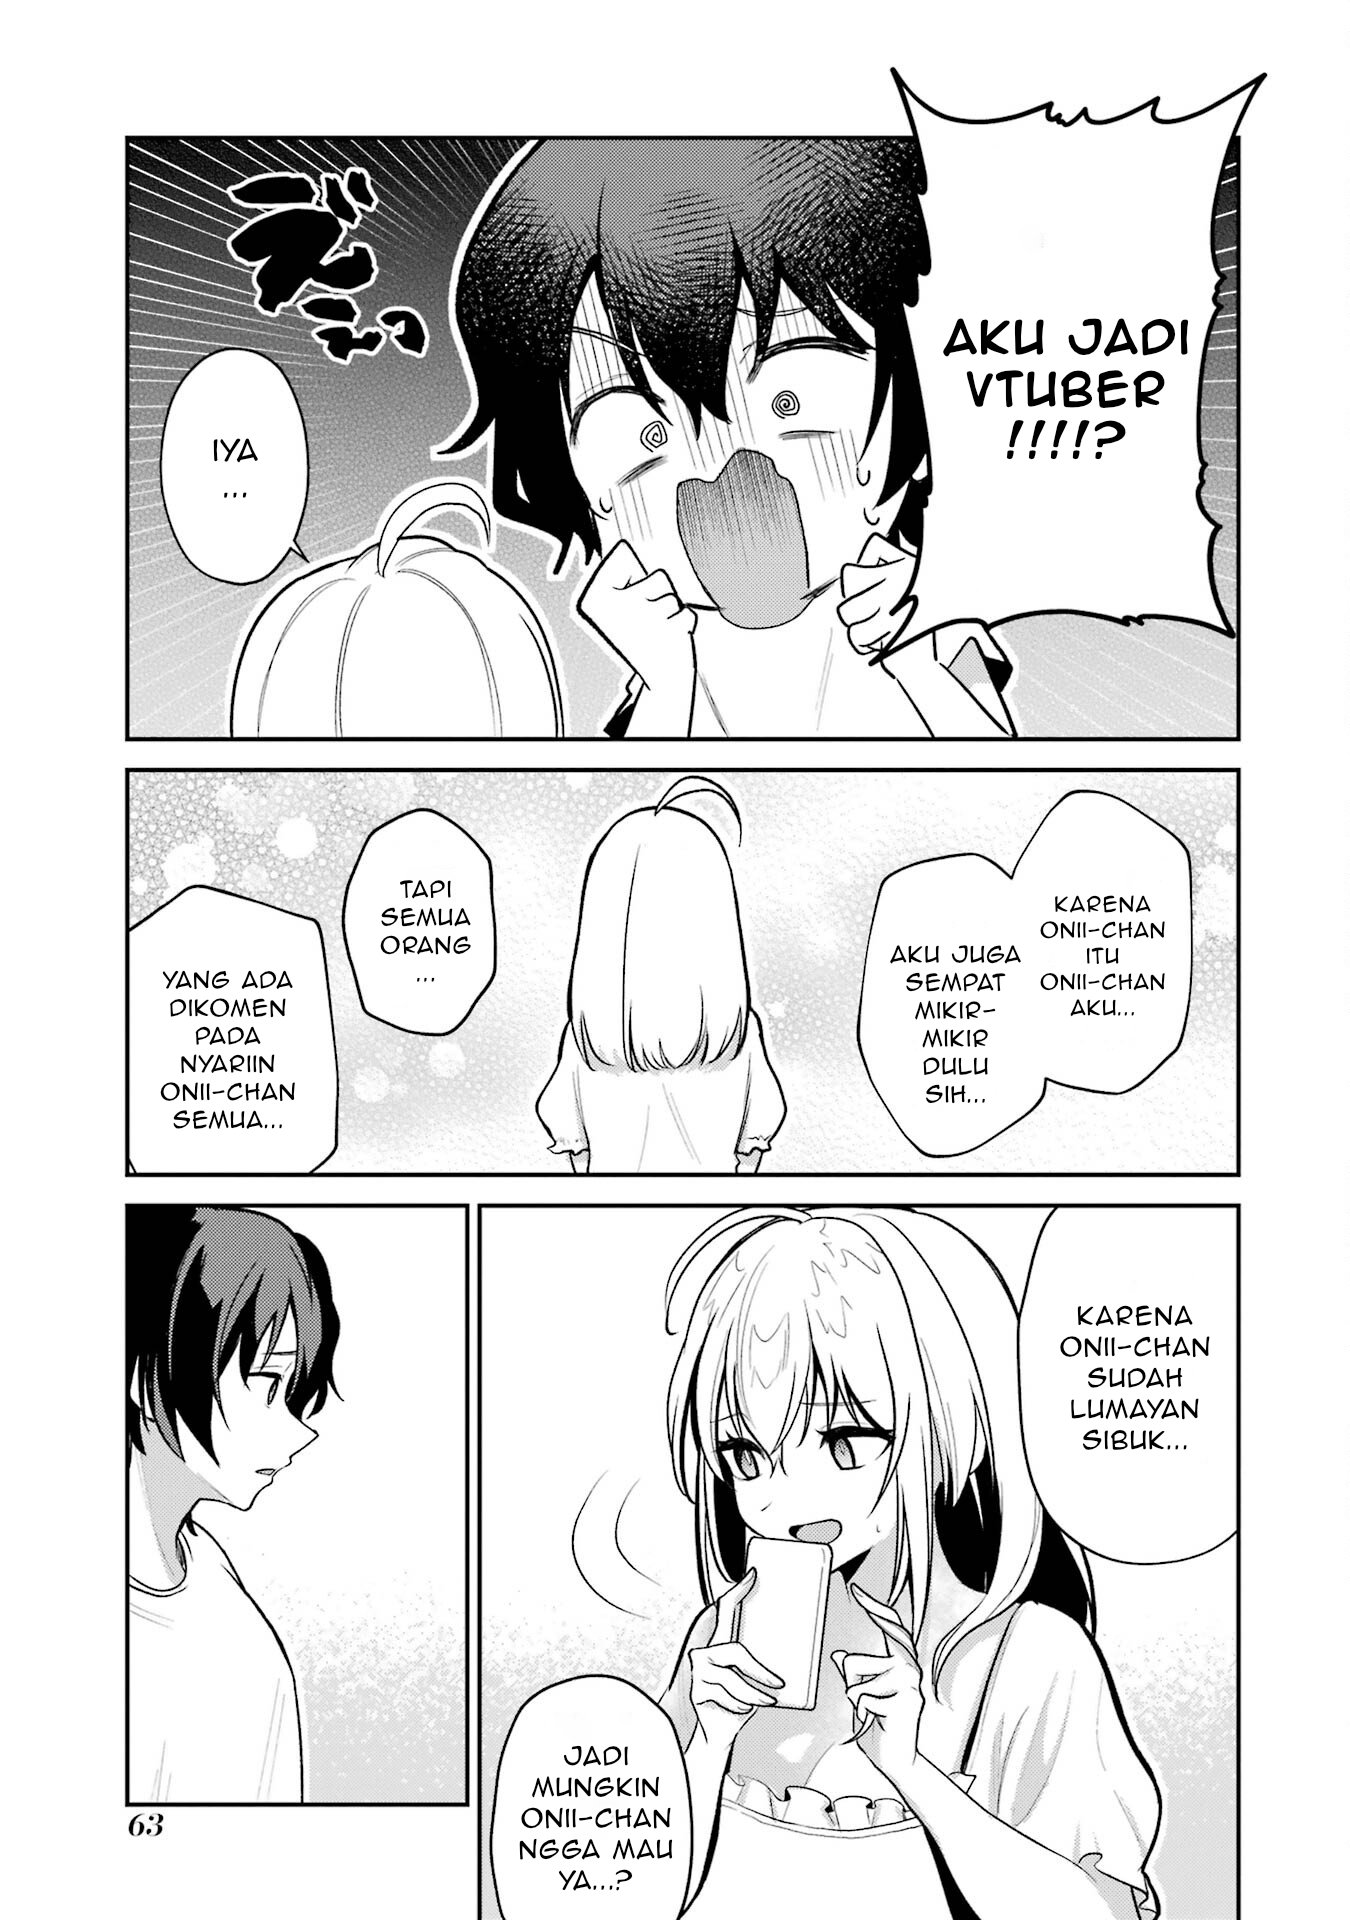 AKU JADI
VTUBER
!!!!?
IYA
...
KARENA
ONII-CHAN
ITU
ONII-CHAN
AKU...
AKU JUGA
SEMPAT
MIKIR-
MIKIR
DULU
SIH...
TAPI
SEMUA
ORANG
...
YANG ADA
DIKOMEN
PADA
NYARIIN
ONII-CHAN
SEMUA...
KARENA
ONII-CHAN
SUDAH
LUMAYAN
SIBUK...
JADI
MUNGKIN
ONII-CHAN
NGGA MAU
YA...?
63